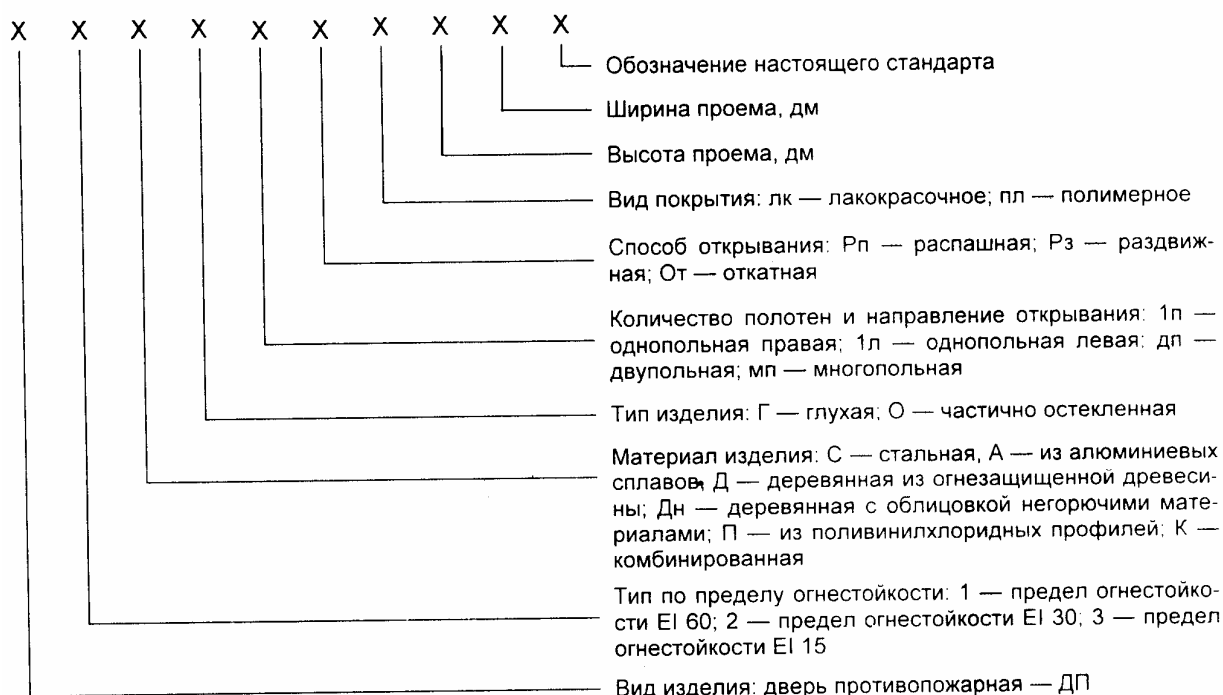 Х Х Х Х Х Х Х Х Х Х
Обозначение настоящего стандарта
Ширина проема, дм
Высота проема, дм
Вид покрытия: лк — лакокрасочное; пл — полимерное
Способ открывания: Рп — распашная; Рз — раздвиж-
ная; От — откатная
Количество полотен и направление открывания: 1п —
однопольная правая; 1л — однопольная левая: дп —
двупольная; мп — многопольная
Тип изделия: Г — глухая; О — частично остекленная
Материал изделия: С — стальная, А — из алюминиевых
сплавов, Д — деревянная из огнезащищенной древеси-
ны; Дн — деревянная с облицовкой негорючими мате-
риалами; П — из поливинилхлоридных профилей; К —
комбинированная
Тип по пределу огнестойкости: 1 — предел огнестойко-
сти EI 60; 2 — предел огнестойкости EI 30; 3 — предел
огнестойкости EI 15
Вид изделия: дверь противопожарная — ДП